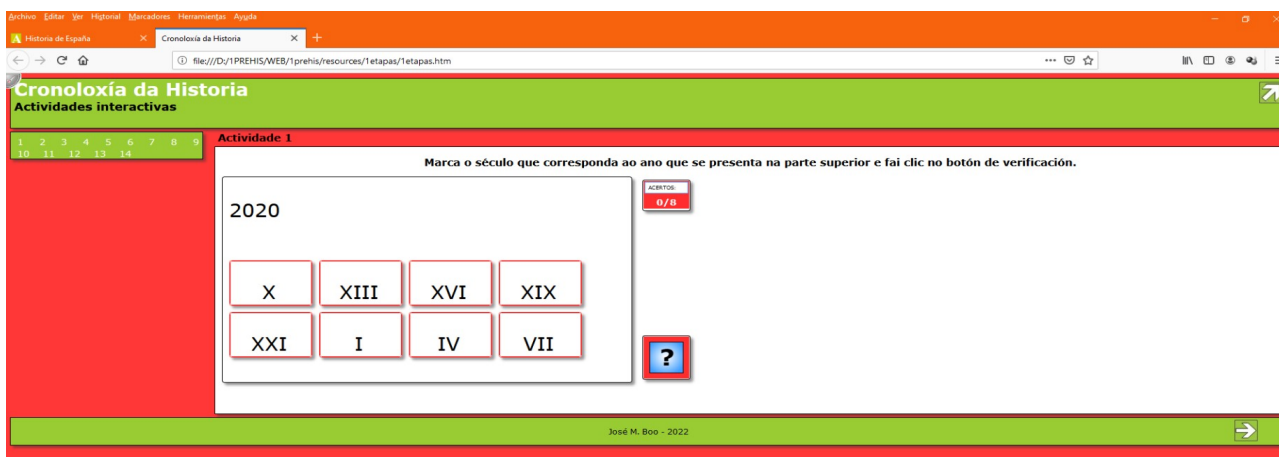 Archivo Editar Ver Historial Marcadores Herramientas Ayuda
Historia de España
Cronoloxía da Historia
file:///D:/1PREHIS/WEB/1prehis/resources/1etapas/1etapas.htm
Cronoloxía da Historia
Actividades interactivas
1 2 3 4 5 6 7 8 9
10 11 12 13 14
Actividade 1
Marca o século que corresponda ao ano que se presenta na parte superior e fai clic no botón de verificación.
2020
ACERTOS:
0/8
X XIII XVI XIX
XXI I IV VII
?
José M. Boo - 2022